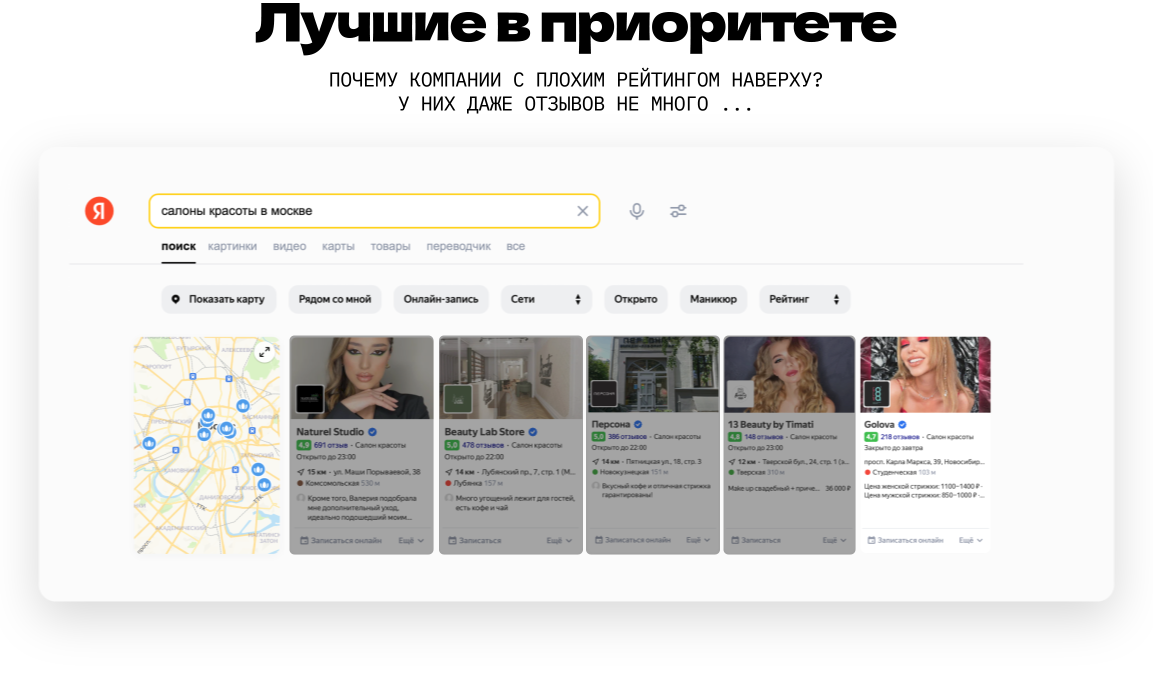 Лучшие в приоритете
ПОЧЕМУ КОМПАНИИ С ПЛОХИМ РЕЙТИНГОМ НАВЕРХУ?
У НИХ ДАЖЕ ОТЗЫВОВ НЕ МНОГО ...
Я
салоны красоты в москве
поиск картинки видео карты товары переводчик все
Показать карту Рядом со мной Онлайн-запись Сети Открыто Маникюр Рейтинг
Naturel Studio
4,9 691 отзыв · Салон красоты
Открыто до 23:00
15 км · ул. Маши Порываевой, 38
Комсомольская 530 м
Кроме того, Валерия подобрала
мне дополнительный уход,
идеально подошедший моим...
Записаться онлайн Ещё
Beauty Lab Store
5,0 478 отзывов · Салон красоты
Открыто до 22:00
14 км · Лубянский пр., 7, стр. 1 (М...
Лубянка 157 м
Много угощений лежит для гостей,
есть кофе и чай
Записаться Ещё
ПЕРСОНА
Персона
5,0 386 отзывов · Салон красоты
Открыто до 22:00
14 км · Пятницкая ул., 18, стр. 3
Новокузнецкая 151 м
Вкусный кофе и отличная стрижка
гарантированы!
Записаться онлайн Ещё
13 Beauty by Timati
4,8 148 отзывов · Салон красоты
Открыто до 23:00
12 км · Тверской бул., 24, стр. 1 (э...
Тверская 310 м
Make up свадебный + приче... 36 000 ₽
Записаться Ещё
Golova
4,7 218 отзывов · Салон красоты
Закрыто до завтра
просп. Карла Маркса, 39, Новосибир...
Студенческая 103 м
Цена женской стрижки: 1100–1400 ₽ ·
Цена мужской стрижки: 850–1000 ₽ ·...
Записаться онлайн Ещё